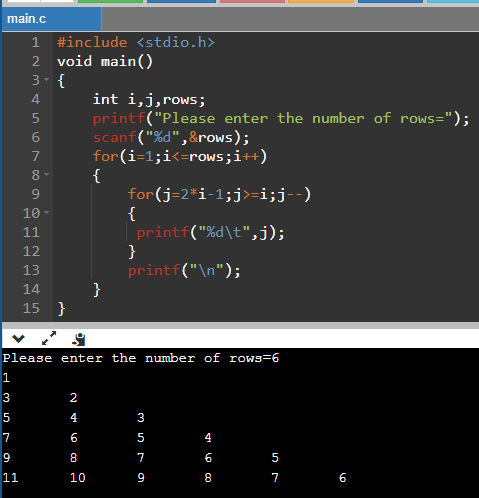 main.c
1 #include <stdio.h>
2 void main()
3 {
4     int i,j,rows;
5     printf("Please enter the number of rows=");
6     scanf("%d",&rows);
7     for(i=1;i<=rows;i++)
8     {
9         for(j=2*i-1;j>=i;j--)
10         {
11          printf("%d\t",j);
12         }
13         printf("\n");
14     }
15 }
Please enter the number of rows=6
1
3	2
5	4	3
7	6	5	4
9	8	7	6	5
11	10	9	8	7	6